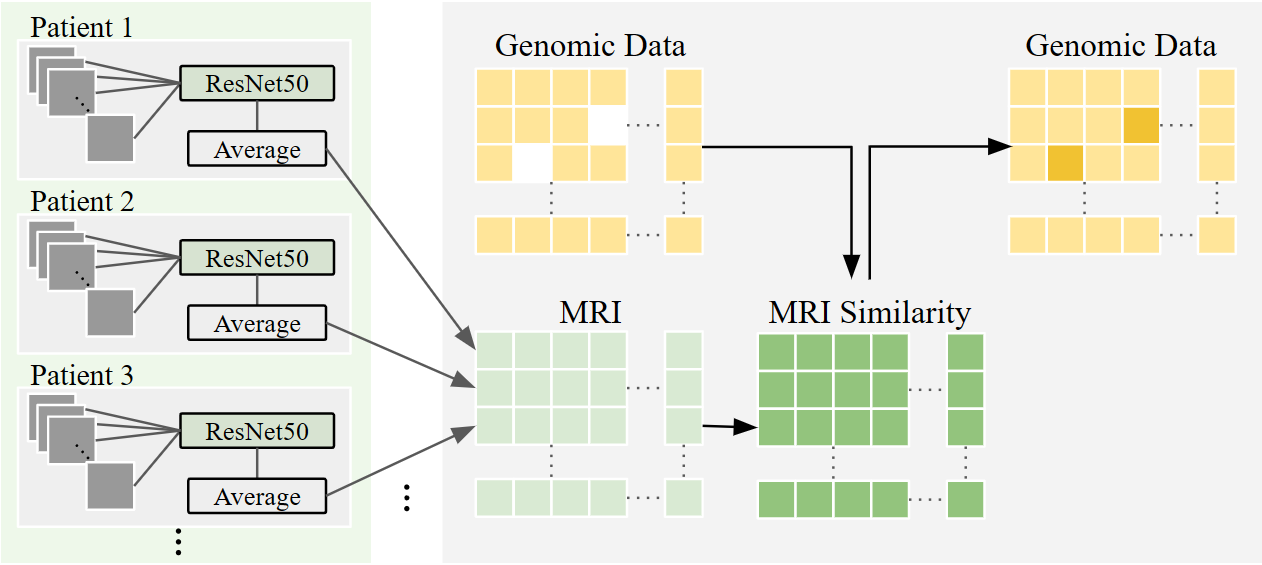 Patient 1
ResNet50
Average
Patient 2
ResNet50
Average
Patient 3
ResNet50
Average
Genomic Data
Genomic Data
MRI
MRI Similarity